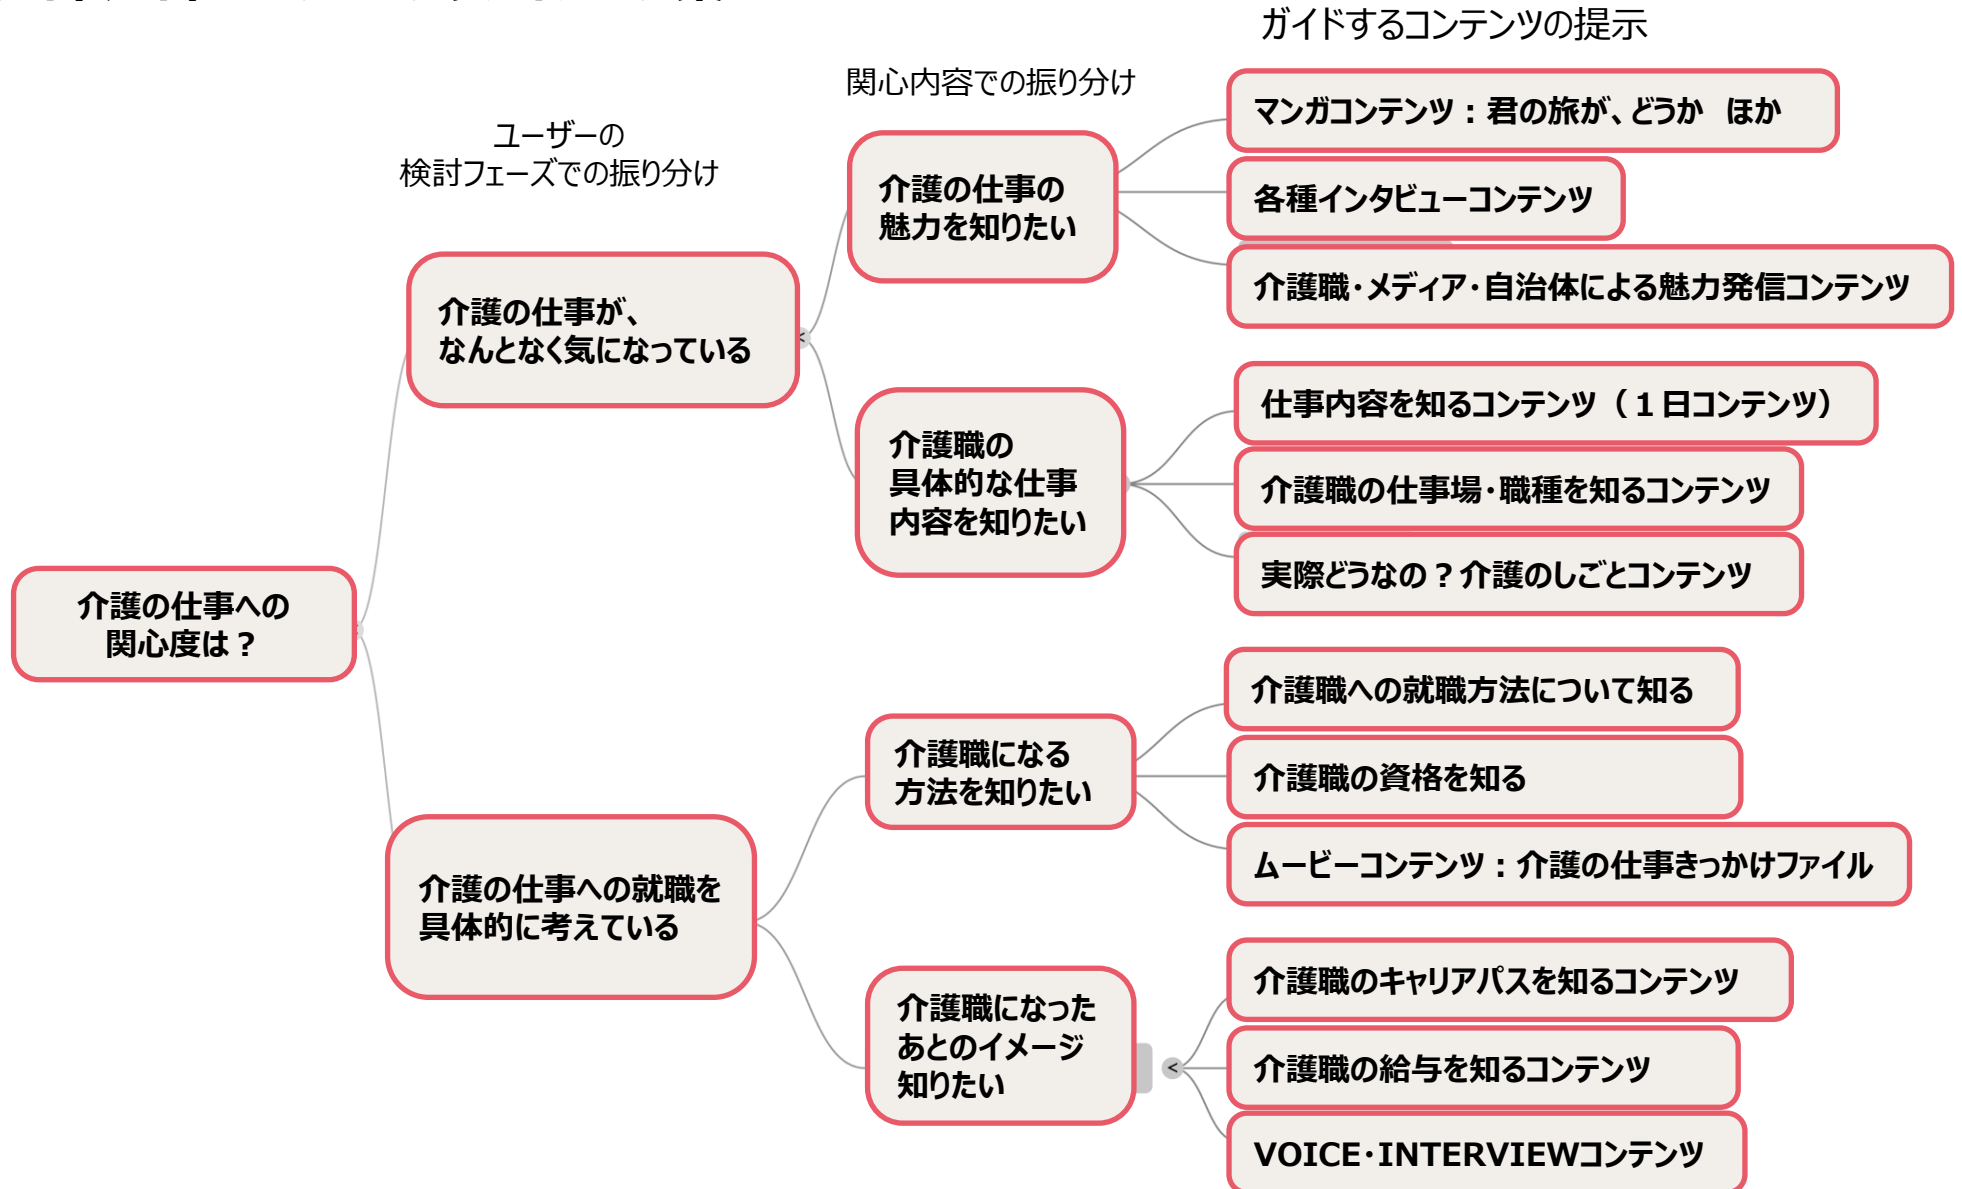 ガイドするコンテンツの提示
関心内容での振り分け
ユーザーの
検討フェーズでの振り分け
介護の仕事への
関心度は？
介護の仕事が、
なんとなく気になっている
介護の仕事の
魅力を知りたい
マンガコンテンツ：君の旅が、どうか　ほか
各種インタビューコンテンツ
介護職・メディア・自治体による魅力発信コンテンツ
介護職の
具体的な仕事
内容を知りたい
仕事内容を知るコンテンツ（１日コンテンツ）
介護職の仕事場・職種を知るコンテンツ
実際どうなの？介護のしごとコンテンツ
介護の仕事への就職を
具体的に考えている
介護職になる
方法を知りたい
介護職への就職方法について知る
介護職の資格を知る
ムービーコンテンツ：介護の仕事きっかけファイル
介護職になった
あとのイメージ
知りたい
介護職のキャリアパスを知るコンテンツ
介護職の給与を知るコンテンツ
VOICE・INTERVIEWコンテンツ